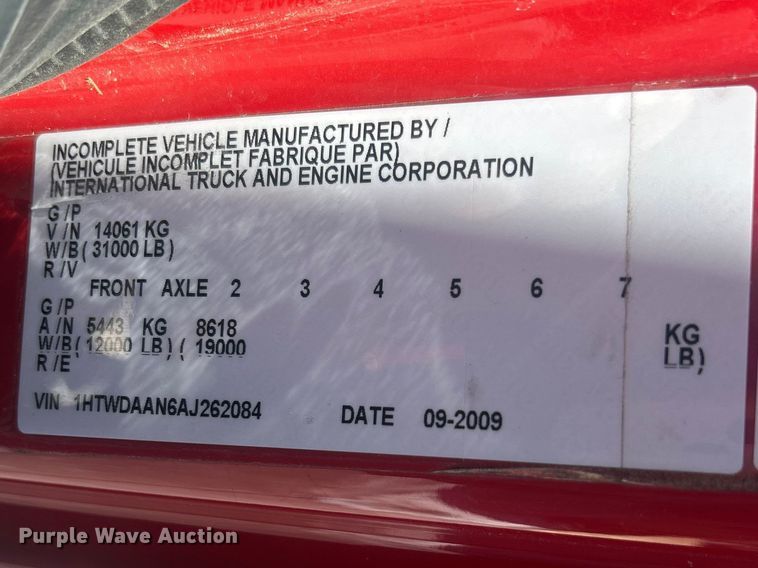 INCOMPLETE VEHICLE MANUFACTURED BY /
(VEHICULE INCOMPLET FABRIQUE PAR)
INTERNATIONAL TRUCK AND ENGINE CORPORATION
G /P
V /N 14061 KG
W/B ( 31000 LB )
R /V
FRONT AXLE 2 3 4 5 6 7
G /P
A /N 5443 KG 8618 KG
W/B ( 12000 LB ) ( 19000 LB)
R /E
VIN 1HTWDAAN6AJ262084 DATE 09-2009
Purple Wave Auction